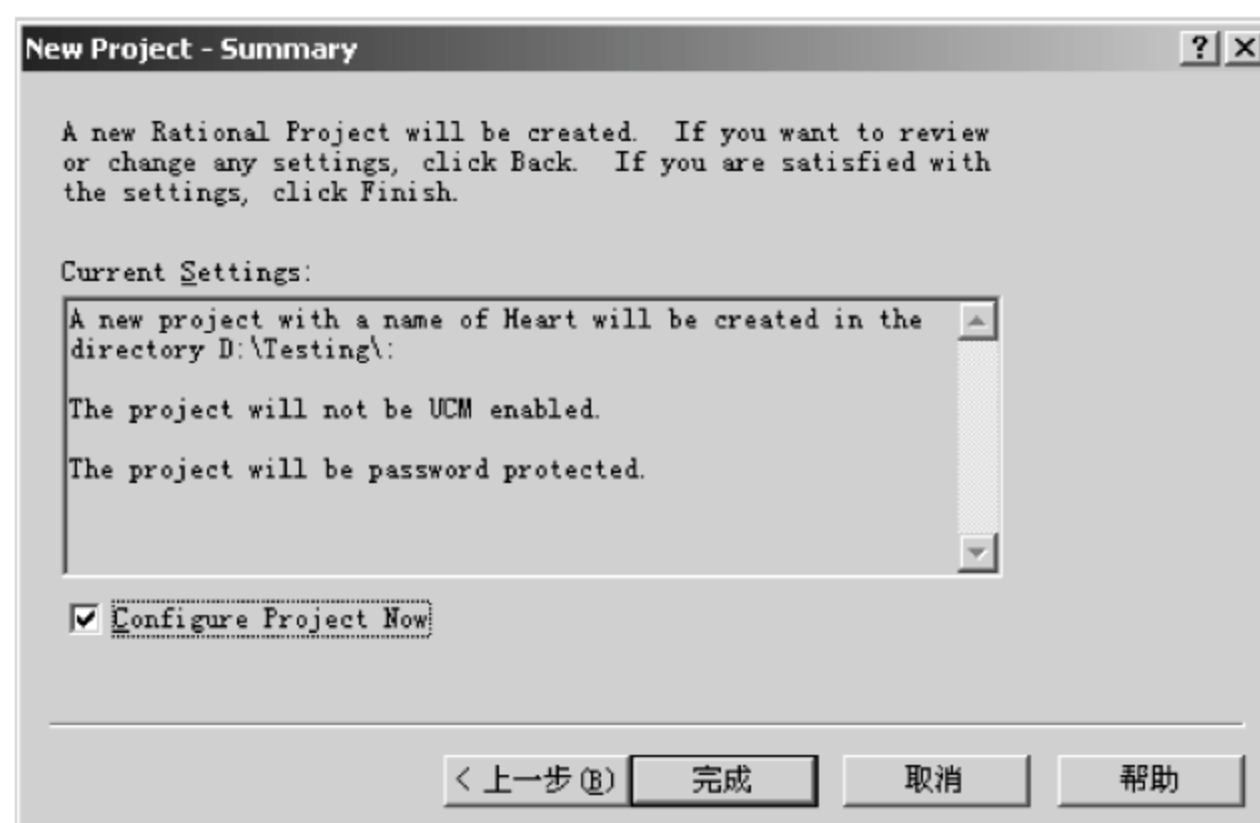 New Project - Summary
A new Rational Project will be created. If you want to review
or change any settings, click Back. If you are satisfied with
the settings, click Finish.
Current Settings:
A new project with a name of Heart will be created in the
directory D:\Testing\:
The project will not be UCM enabled.
The project will be password protected.
Configure Project Now
< 上一步(B) 完成 取消 帮助